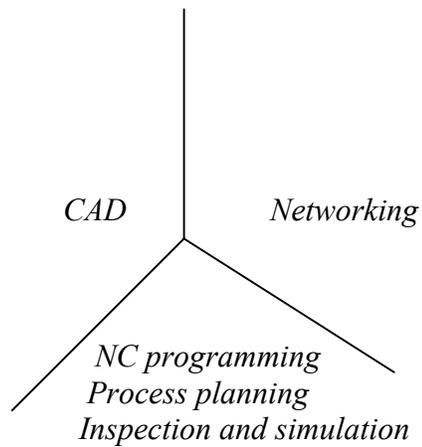 CAD
Networking
NC programming
Process planning
Inspection and simulation